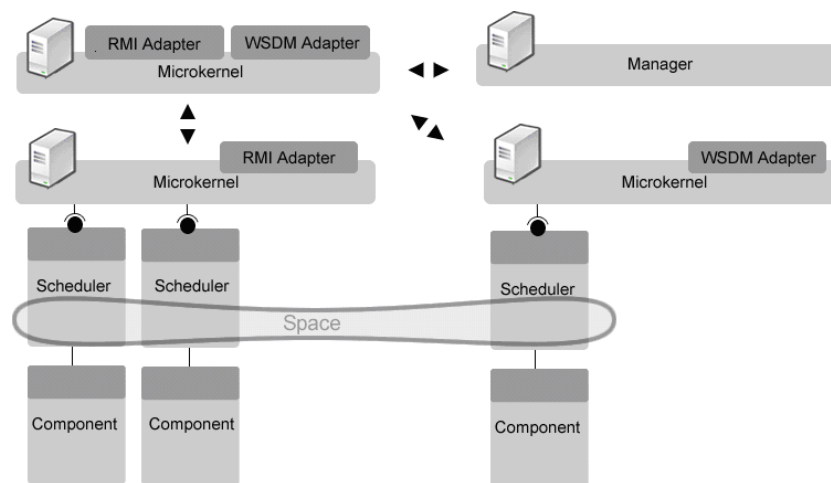 RMI Adapter WSDM Adapter
Microkernel
Manager
RMI Adapter
Microkernel
WSDM Adapter
Microkernel
Scheduler Scheduler Scheduler
Space
Component Component Component